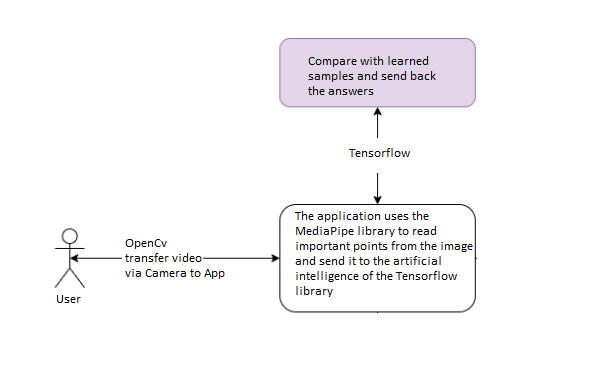 Compare with learned
samples and send back
the answers
Tensorflow
The application uses the
MediaPipe library to read
important points from the image
and send it to the artificial
intelligence of the Tensorflow
library
OpenCv
transfer video
via Camera to App
User